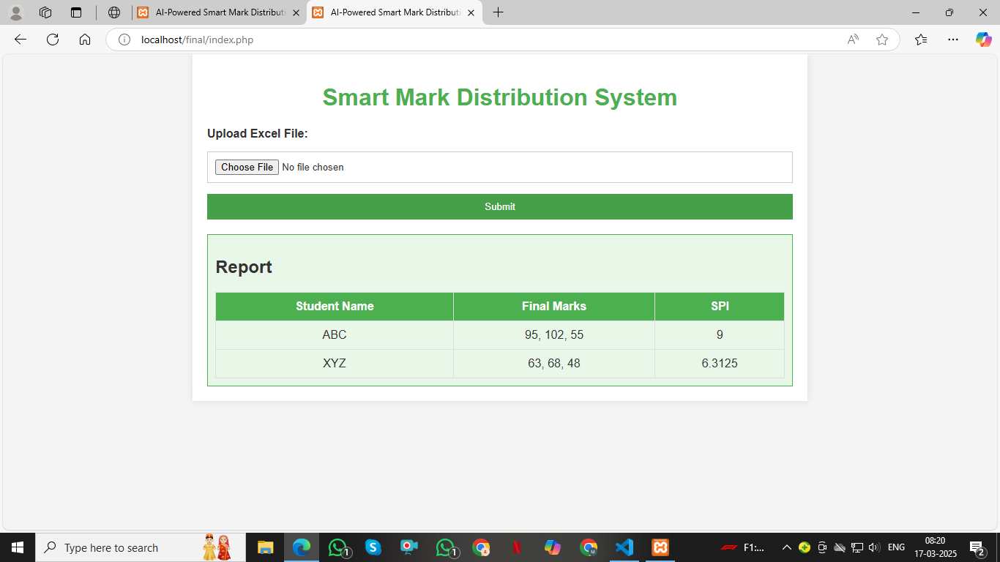 AI-Powered Smart Mark Distributi
AI-Powered Smart Mark Distributi
localhost/final/index.php
Smart Mark Distribution System
Upload Excel File:
Choose File No file chosen
Submit
Report
Student Name Final Marks SPI
ABC 95, 102, 55 9
XYZ 63, 68, 48 6.3125
Type here to search
1
1
F1:...
ENG
08:20
17-03-2025
2